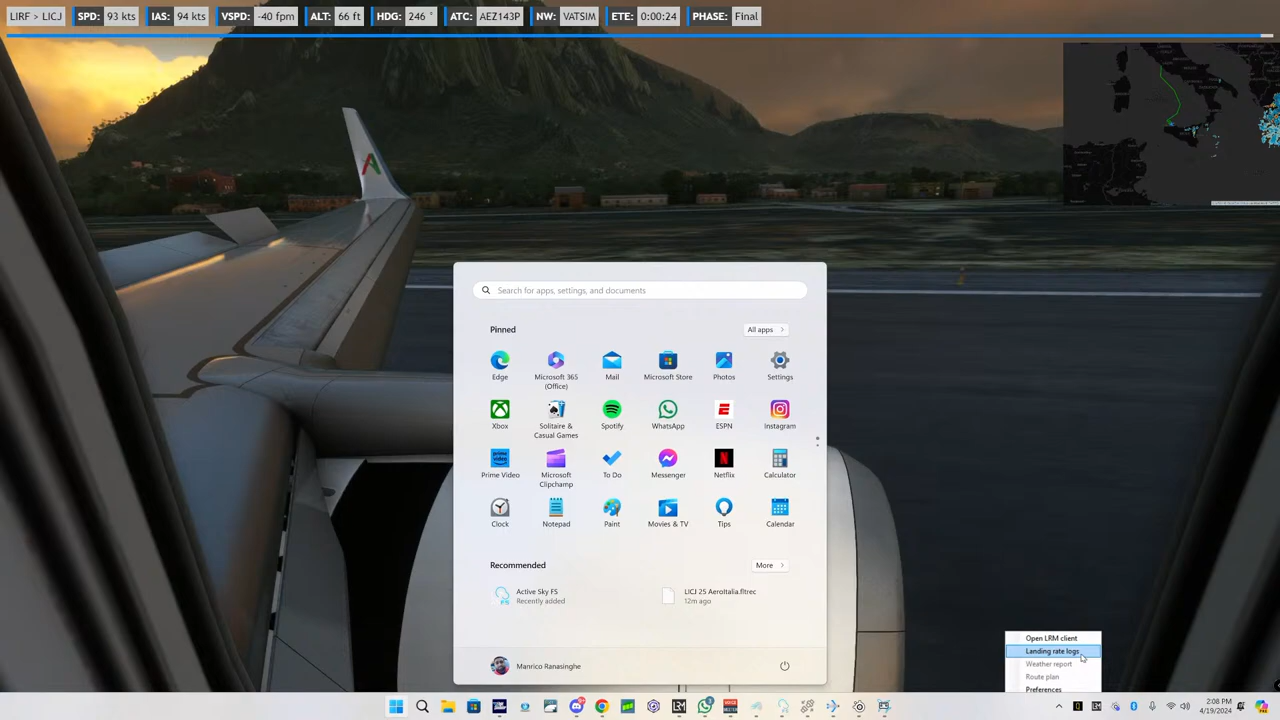 LIRF > LICJ SPD: 93 kts IAS: 94 kts VSPD: -40 fpm ALT: 66 ft HDG: 246 ° ATC: AEZ143P NW: VATSIM ETE: 0:00:24 PHASE: Final
Search for apps, settings, and documents
Pinned
All apps
Edge
Microsoft 365
(Office)
Mail
Microsoft Store
Photos
Settings
Xbox
Solitaire &
Casual Games
Spotify
WhatsApp
ESPN
Instagram
Prime Video
Microsoft
Clipchamp
To Do
Messenger
Netflix
Calculator
Clock
Notepad
Paint
Movies & TV
Tips
Calendar
Recommended
More
Active Sky FS
Recently added
LICJ 25 AeroItalia.fltrec
12m ago
Manrico Ranasinghe
Open LRM client
Landing rate logs
Weather report
Route plan
Preferences
2:08 PM
4/19/2024